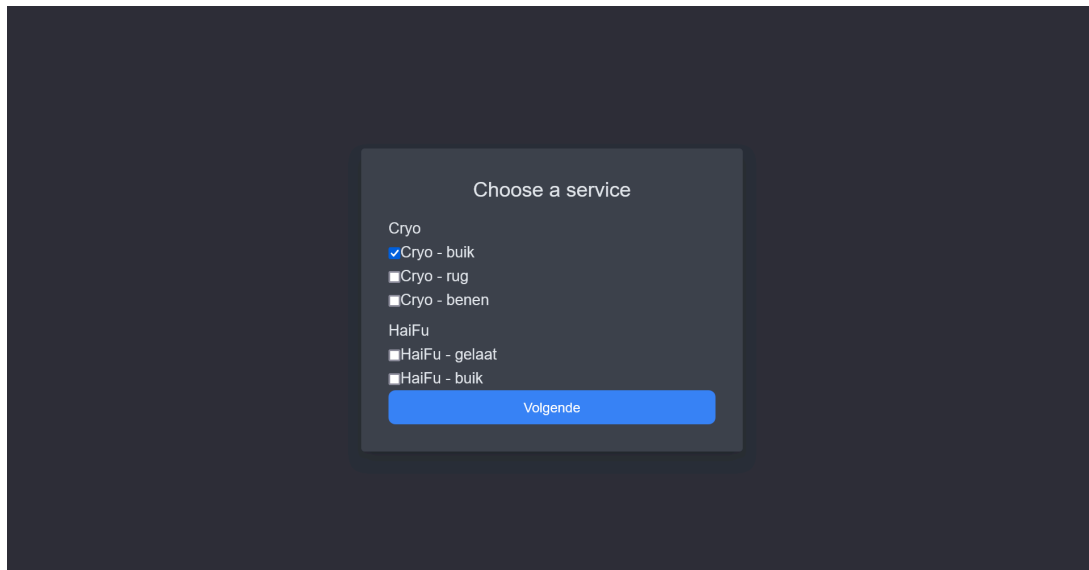 Choose a service
Cryo
Cryo - buik
Cryo - rug
Cryo - benen
HaiFu
HaiFu - gelaat
HaiFu - buik
Volgende